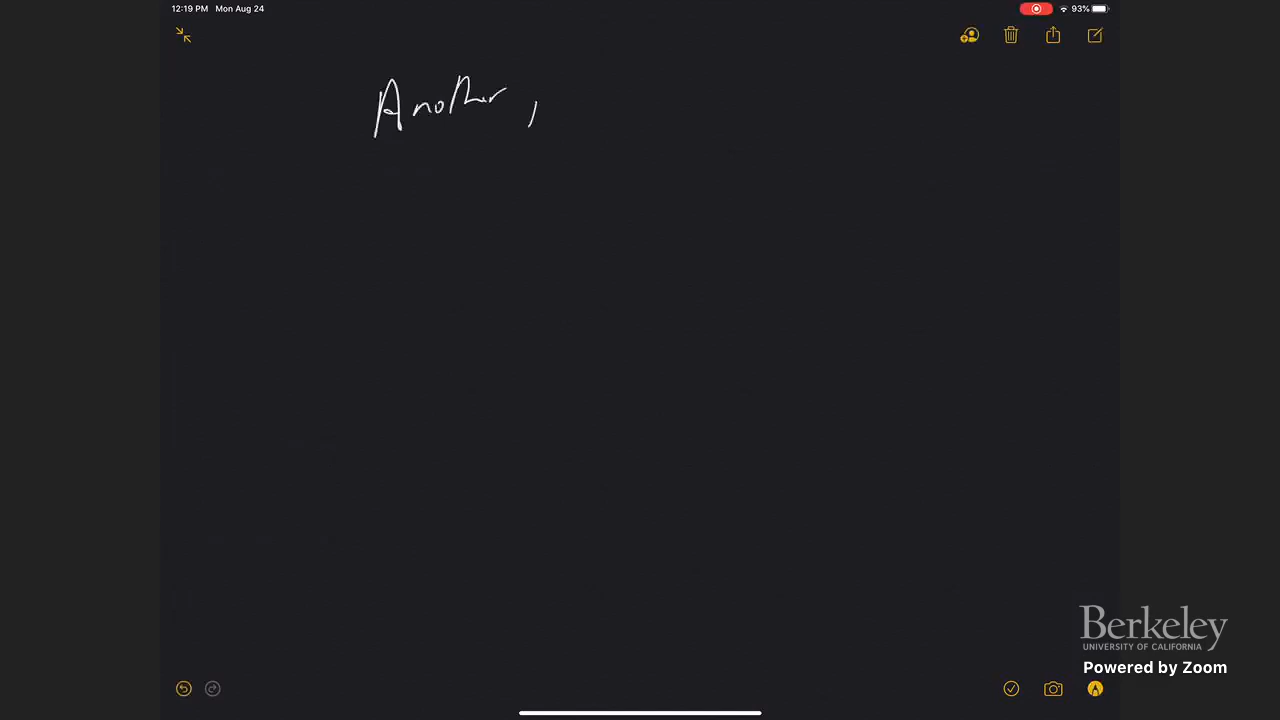 12:19 PM Mon Aug 24 93%
Another ,
Berkeley
UNIVERSITY OF CALIFORNIA
Powered by Zoom